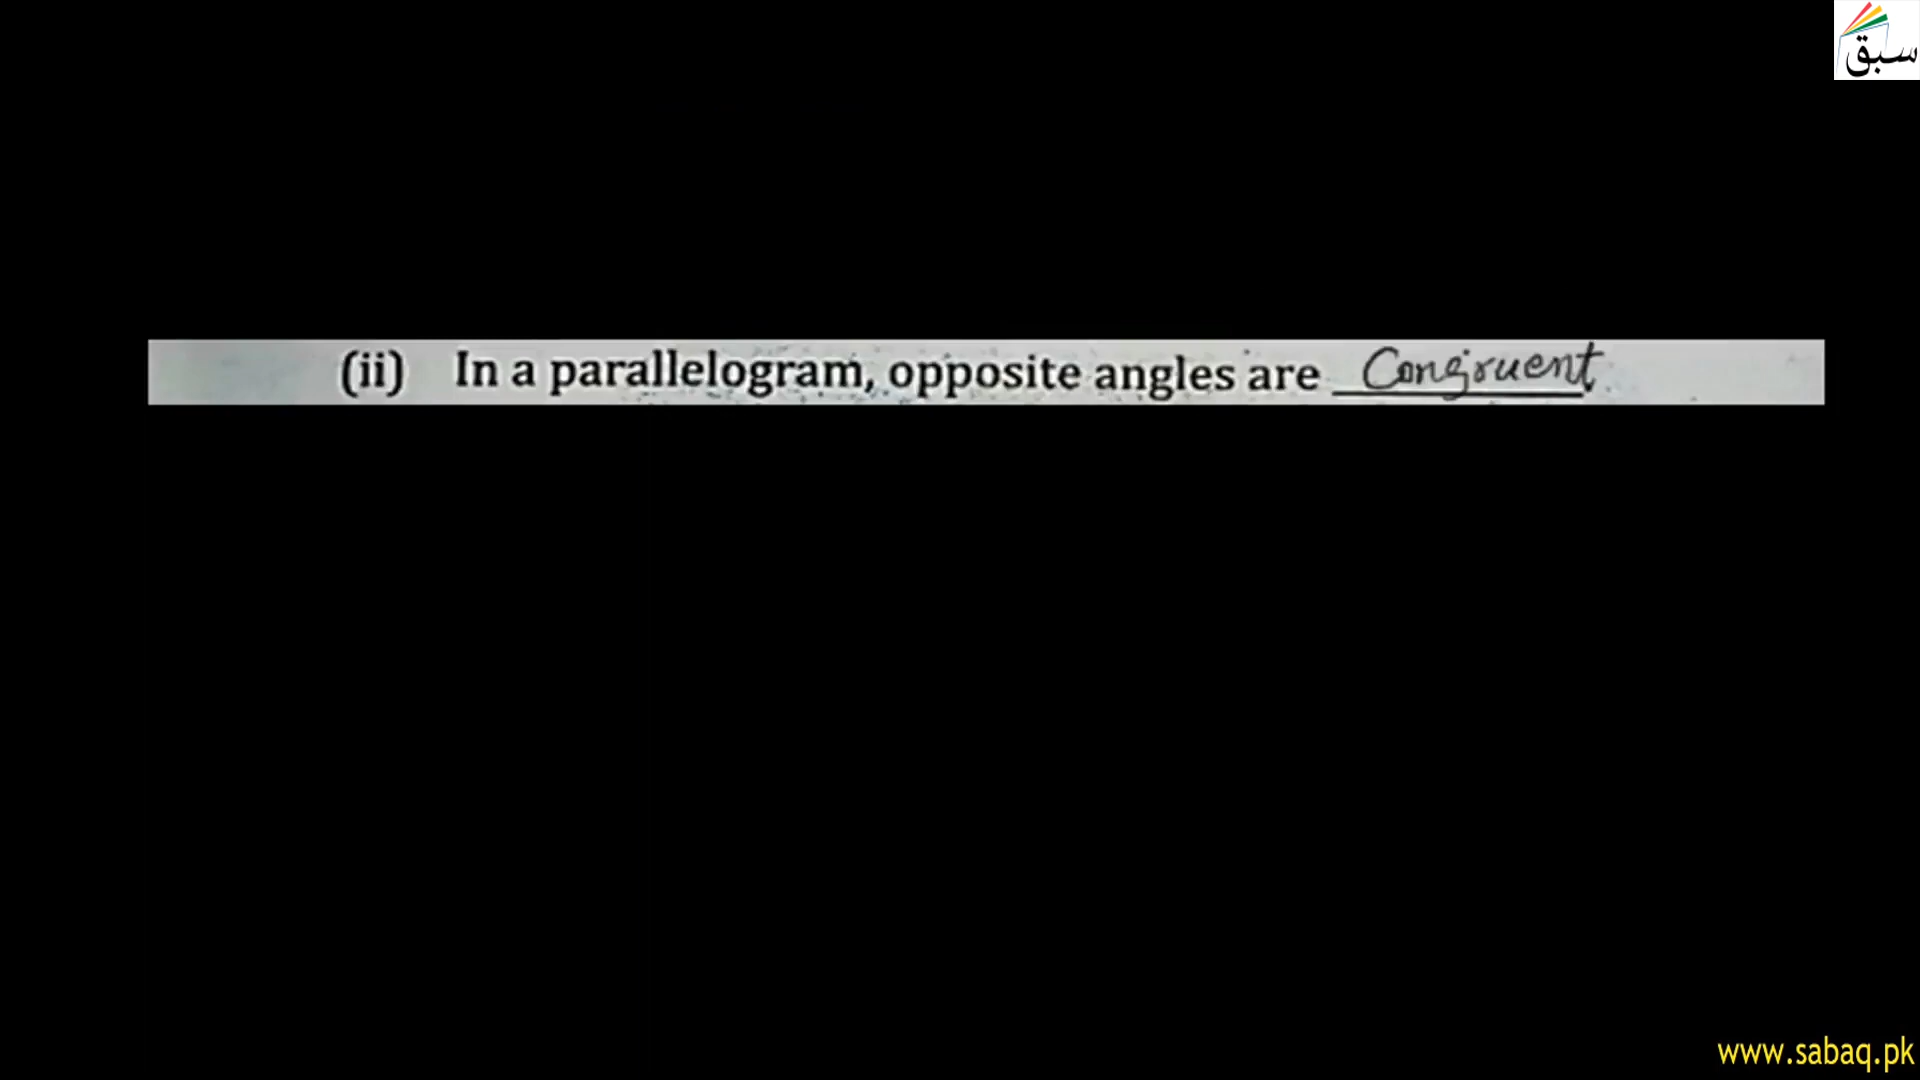 سبق
(ii) In a parallelogram, opposite angles are Congruent.
www.sabaq.pk